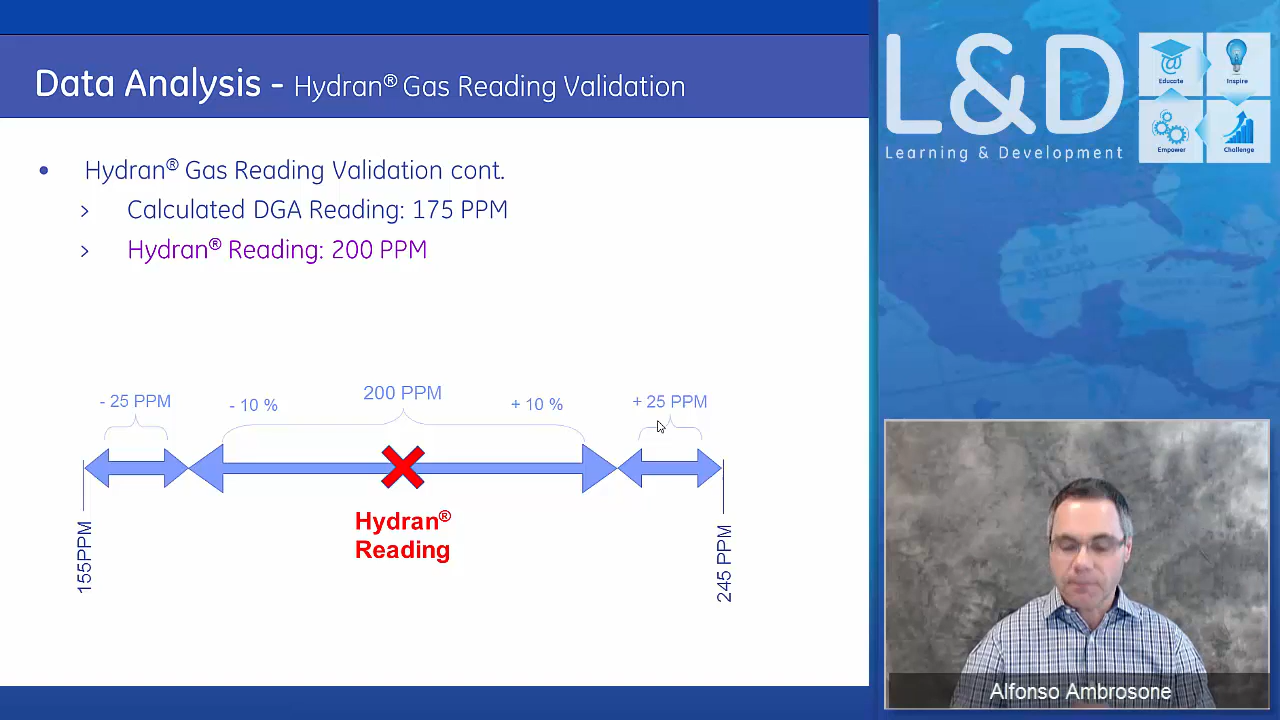 Data Analysis - Hydran® Gas Reading Validation
• Hydran® Gas Reading Validation cont.
› Calculated DGA Reading: 175 PPM
› Hydran® Reading: 200 PPM
- 25 PPM
- 10 %
200 PPM
+ 10 %
+ 25 PPM
Hydran®
Reading
155PPM
245 PPM
L&D
Learning & Development
Educate
Inspire
Empower
Challenge
Alfonso Ambrosone